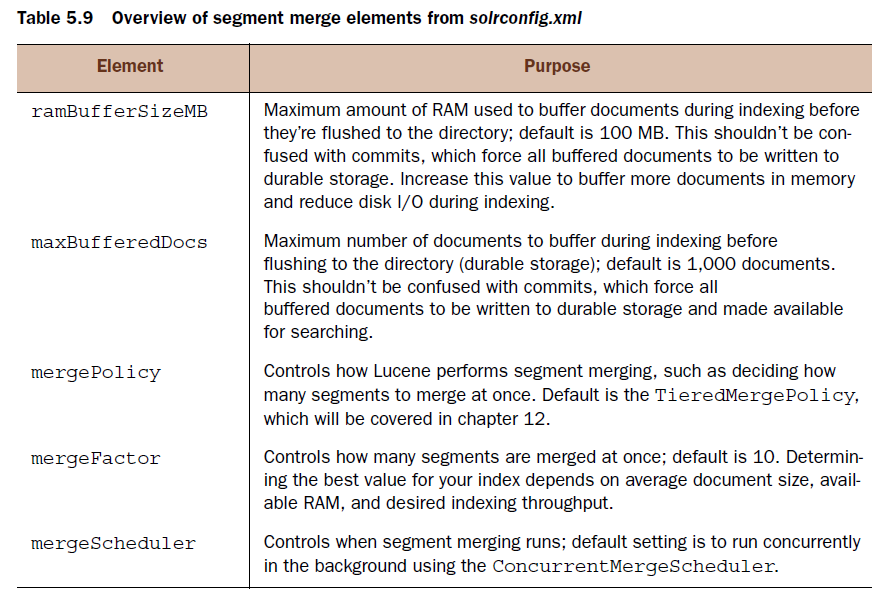 Table 5.9 Overview of segment merge elements from solrconfig.xml
Element Purpose
ramBufferSizeMB Maximum amount of RAM used to buffer documents during indexing before
they’re flushed to the directory; default is 100 MB. This shouldn’t be con-
fused with commits, which force all buffered documents to be written to
durable storage. Increase this value to buffer more documents in memory
and reduce disk I/O during indexing.
maxBufferedDocs Maximum number of documents to buffer during indexing before
flushing to the directory (durable storage); default is 1,000 documents.
This shouldn’t be confused with commits, which force all
buffered documents to be written to durable storage and made available
for searching.
mergePolicy Controls how Lucene performs segment merging, such as deciding how
many segments to merge at once. Default is the TieredMergePolicy,
which will be covered in chapter 12.
mergeFactor Controls how many segments are merged at once; default is 10. Determin-
ing the best value for your index depends on average document size, avail-
able RAM, and desired indexing throughput.
mergeScheduler Controls when segment merging runs; default setting is to run concurrently
in the background using the ConcurrentMergeScheduler.